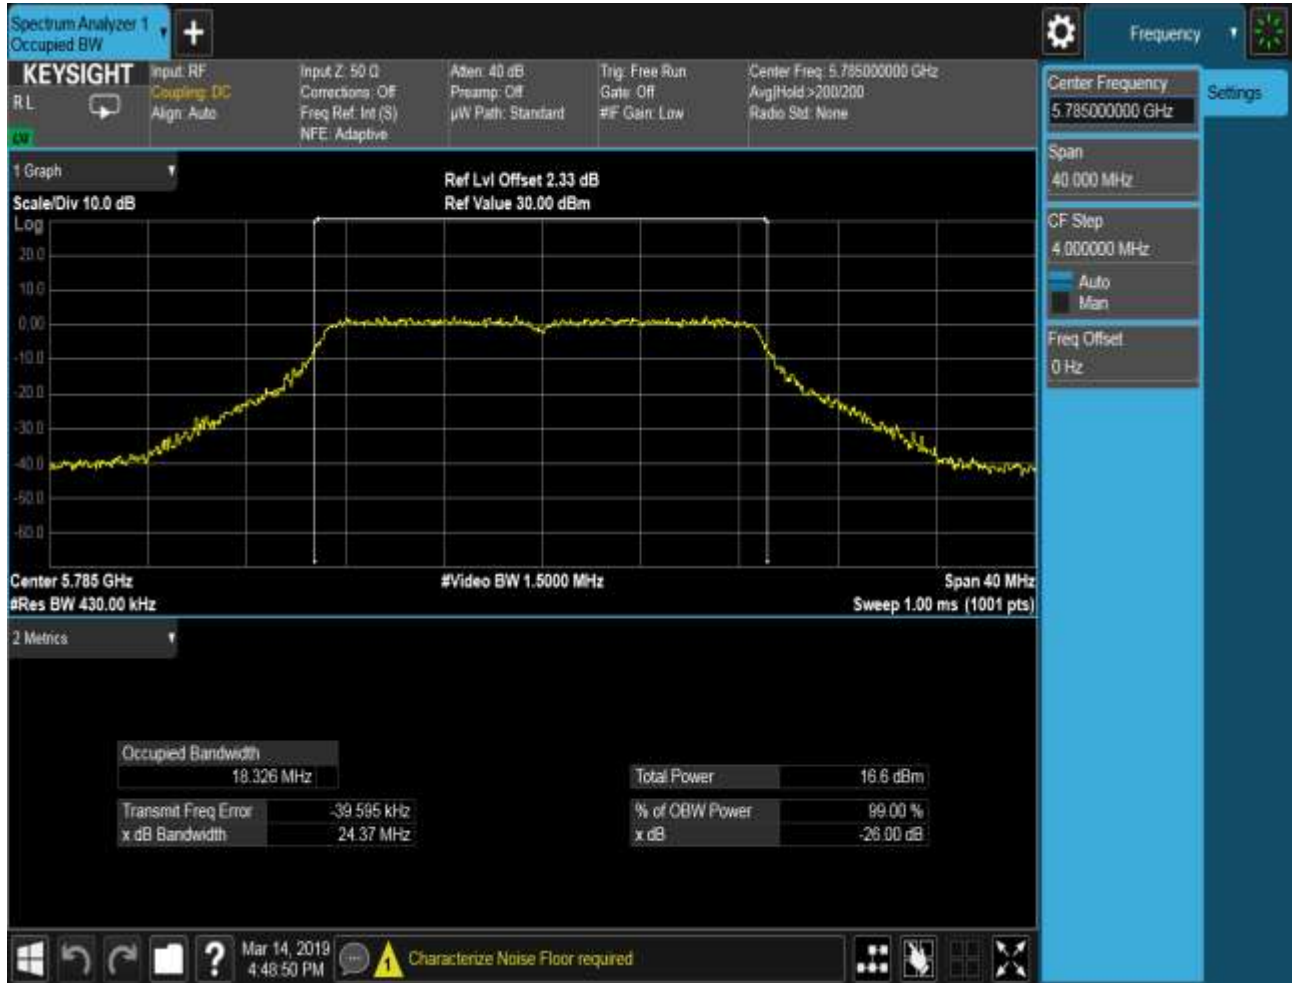 Spectrum Analyzer 1
Occupied BW
Frequency
KEYSIGHT
R L
Input: RF
Coupling: DC
Align: Auto
Input Z: 50 Ω
Corrections: Off
Freq Ref: Int (S)
NFE: Adaptive
Atten: 40 dB
Preamp: Off
µW Path: Standard
Trig: Free Run
Gate: Off
#IF Gain: Low
Center Freq: 5.785000000 GHz
Avg|Hold:>200/200
Radio Std: None
Center Frequency
5.785000000 GHz
Settings
Span
40.000 MHz
CF Step
4.000000 MHz
Auto
Man
Freq Offset
0 Hz
1 Graph
Scale/Div 10.0 dB
Ref Lvl Offset 2.33 dB
Ref Value 30.00 dBm
Log
20.0
10.0
0.00
-10.0
-20.0
-30.0
-40.0
-50.0
-60.0
Center 5.785 GHz
#Video BW 1.5000 MHz
Span 40 MHz
#Res BW 430.00 kHz
Sweep 1.00 ms (1001 pts)
2 Metrics
Occupied Bandwidth
18.326 MHz
Total Power 16.6 dBm
Transmit Freq Error -39.595 kHz
% of OBW Power 99.00 %
x dB Bandwidth 24.37 MHz
x dB -26.00 dB
Mar 14, 2019
4:48:50 PM
1
Characterize Noise Floor required